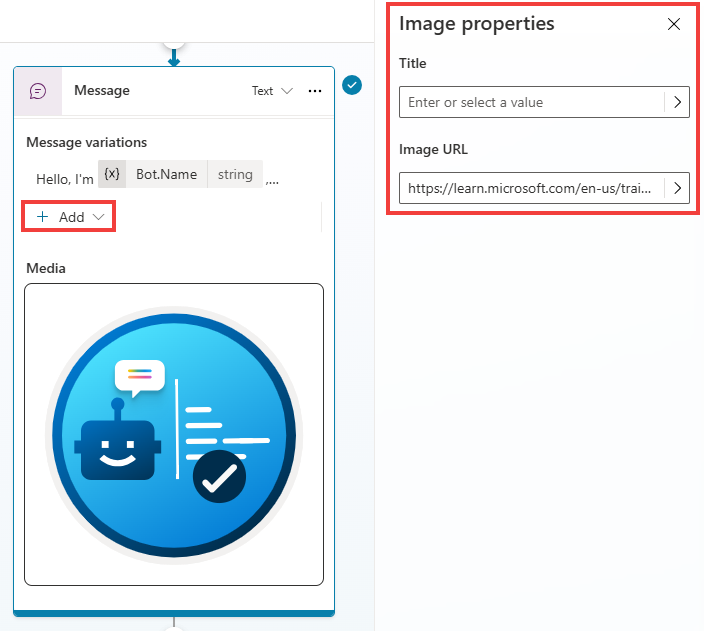 Message
Text
Message variations
Hello, I'm {x} Bot.Name string ,...
+ Add
Media
Image properties
Title
Enter or select a value
Image URL
https://learn.microsoft.com/en-us/trai...